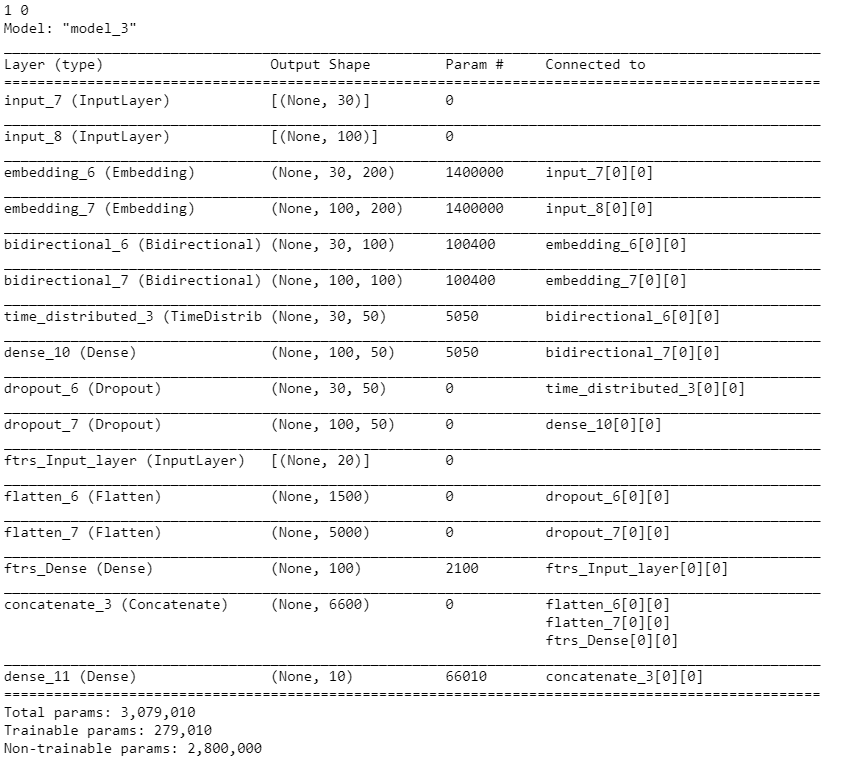 1 0
Model: "model_3"
__________________________________________________________________________________________________
Layer (type)                    Output Shape         Param #     Connected to
==================================================================================================
input_7 (InputLayer)            [(None, 30)]         0
__________________________________________________________________________________________________
input_8 (InputLayer)            [(None, 100)]        0
__________________________________________________________________________________________________
embedding_6 (Embedding)         (None, 30, 200)      1400000     input_7[0][0]
__________________________________________________________________________________________________
embedding_7 (Embedding)         (None, 100, 200)     1400000     input_8[0][0]
__________________________________________________________________________________________________
bidirectional_6 (Bidirectional) (None, 30, 100)      100400      embedding_6[0][0]
__________________________________________________________________________________________________
bidirectional_7 (Bidirectional) (None, 100, 100)     100400      embedding_7[0][0]
__________________________________________________________________________________________________
time_distributed_3 (TimeDistrib (None, 30, 50)       5050        bidirectional_6[0][0]
__________________________________________________________________________________________________
dense_10 (Dense)                (None, 100, 50)      5050        bidirectional_7[0][0]
__________________________________________________________________________________________________
dropout_6 (Dropout)             (None, 30, 50)       0           time_distributed_3[0][0]
__________________________________________________________________________________________________
dropout_7 (Dropout)             (None, 100, 50)      0           dense_10[0][0]
__________________________________________________________________________________________________
ftrs_Input_layer (InputLayer)   [(None, 20)]         0
__________________________________________________________________________________________________
flatten_6 (Flatten)             (None, 1500)         0           dropout_6[0][0]
__________________________________________________________________________________________________
flatten_7 (Flatten)             (None, 5000)         0           dropout_7[0][0]
__________________________________________________________________________________________________
ftrs_Dense (Dense)              (None, 100)          2100        ftrs_Input_layer[0][0]
__________________________________________________________________________________________________
concatenate_3 (Concatenate)     (None, 6600)         0           flatten_6[0][0]
                                                                 flatten_7[0][0]
                                                                 ftrs_Dense[0][0]
__________________________________________________________________________________________________
dense_11 (Dense)                (None, 10)           66010       concatenate_3[0][0]
==================================================================================================
Total params: 3,079,010
Trainable params: 279,010
Non-trainable params: 2,800,000